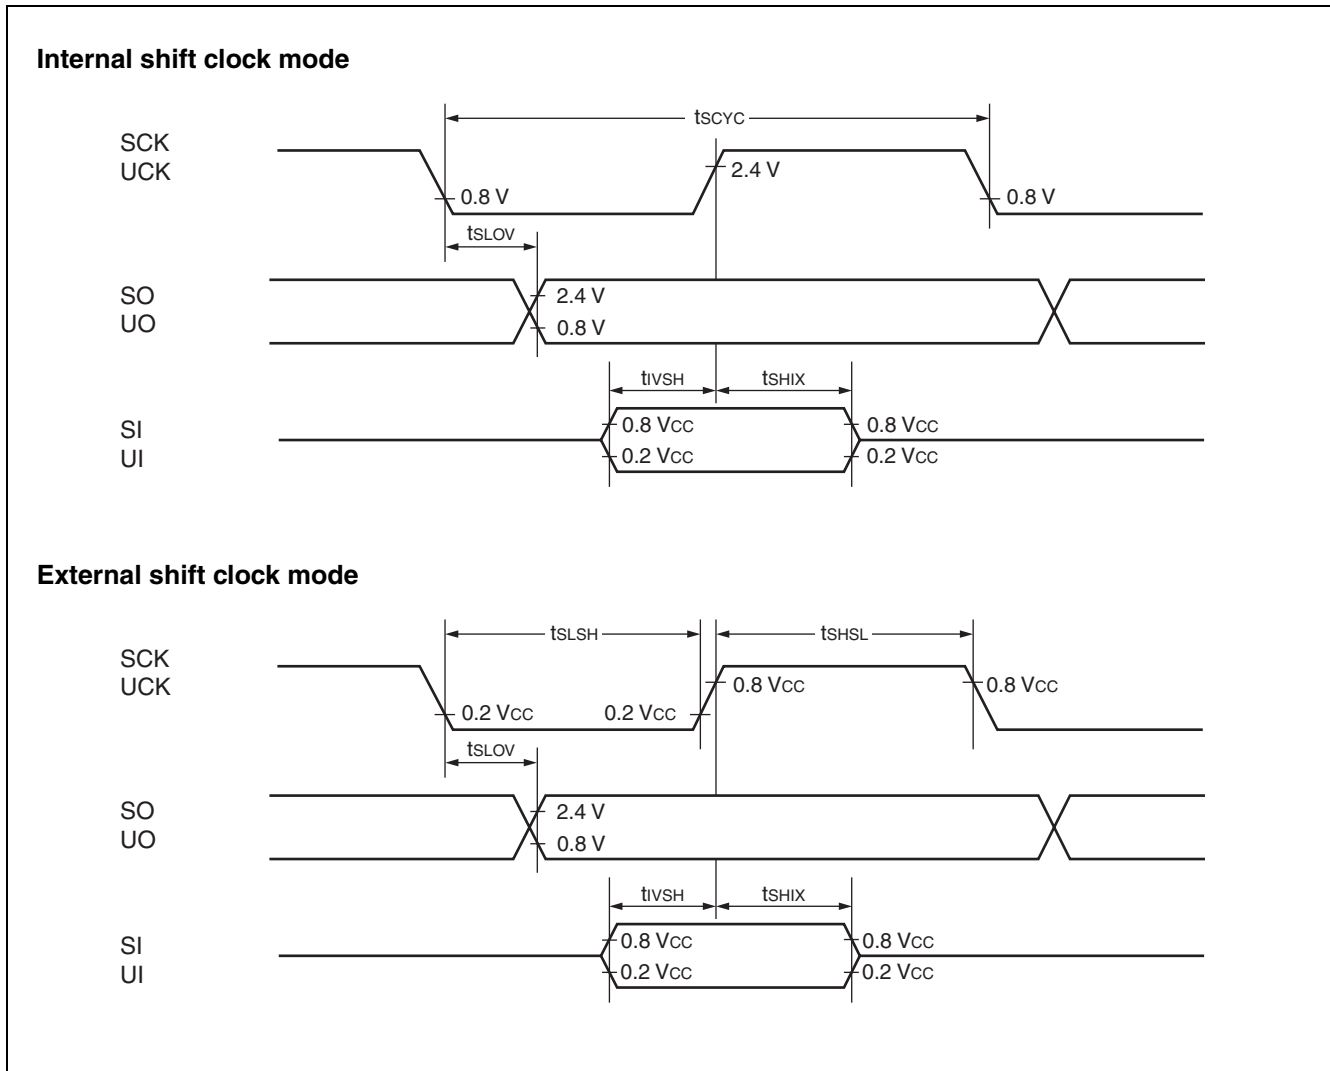 Internal shift clock mode
tSCYC
SCK
UCK
2.4 V
0.8 V
0.8 V
tSLOV
SO
UO
2.4 V
0.8 V
tIVSH
tSHIX
SI
UI
0.8 VCC
0.8 VCC
0.2 VCC
0.2 VCC
External shift clock mode
tSLSH
tSHSL
SCK
UCK
0.8 VCC
0.8 VCC
0.2 VCC
0.2 VCC
tSLOV
SO
UO
2.4 V
0.8 V
tIVSH
tSHIX
SI
UI
0.8 VCC
0.8 VCC
0.2 VCC
0.2 VCC